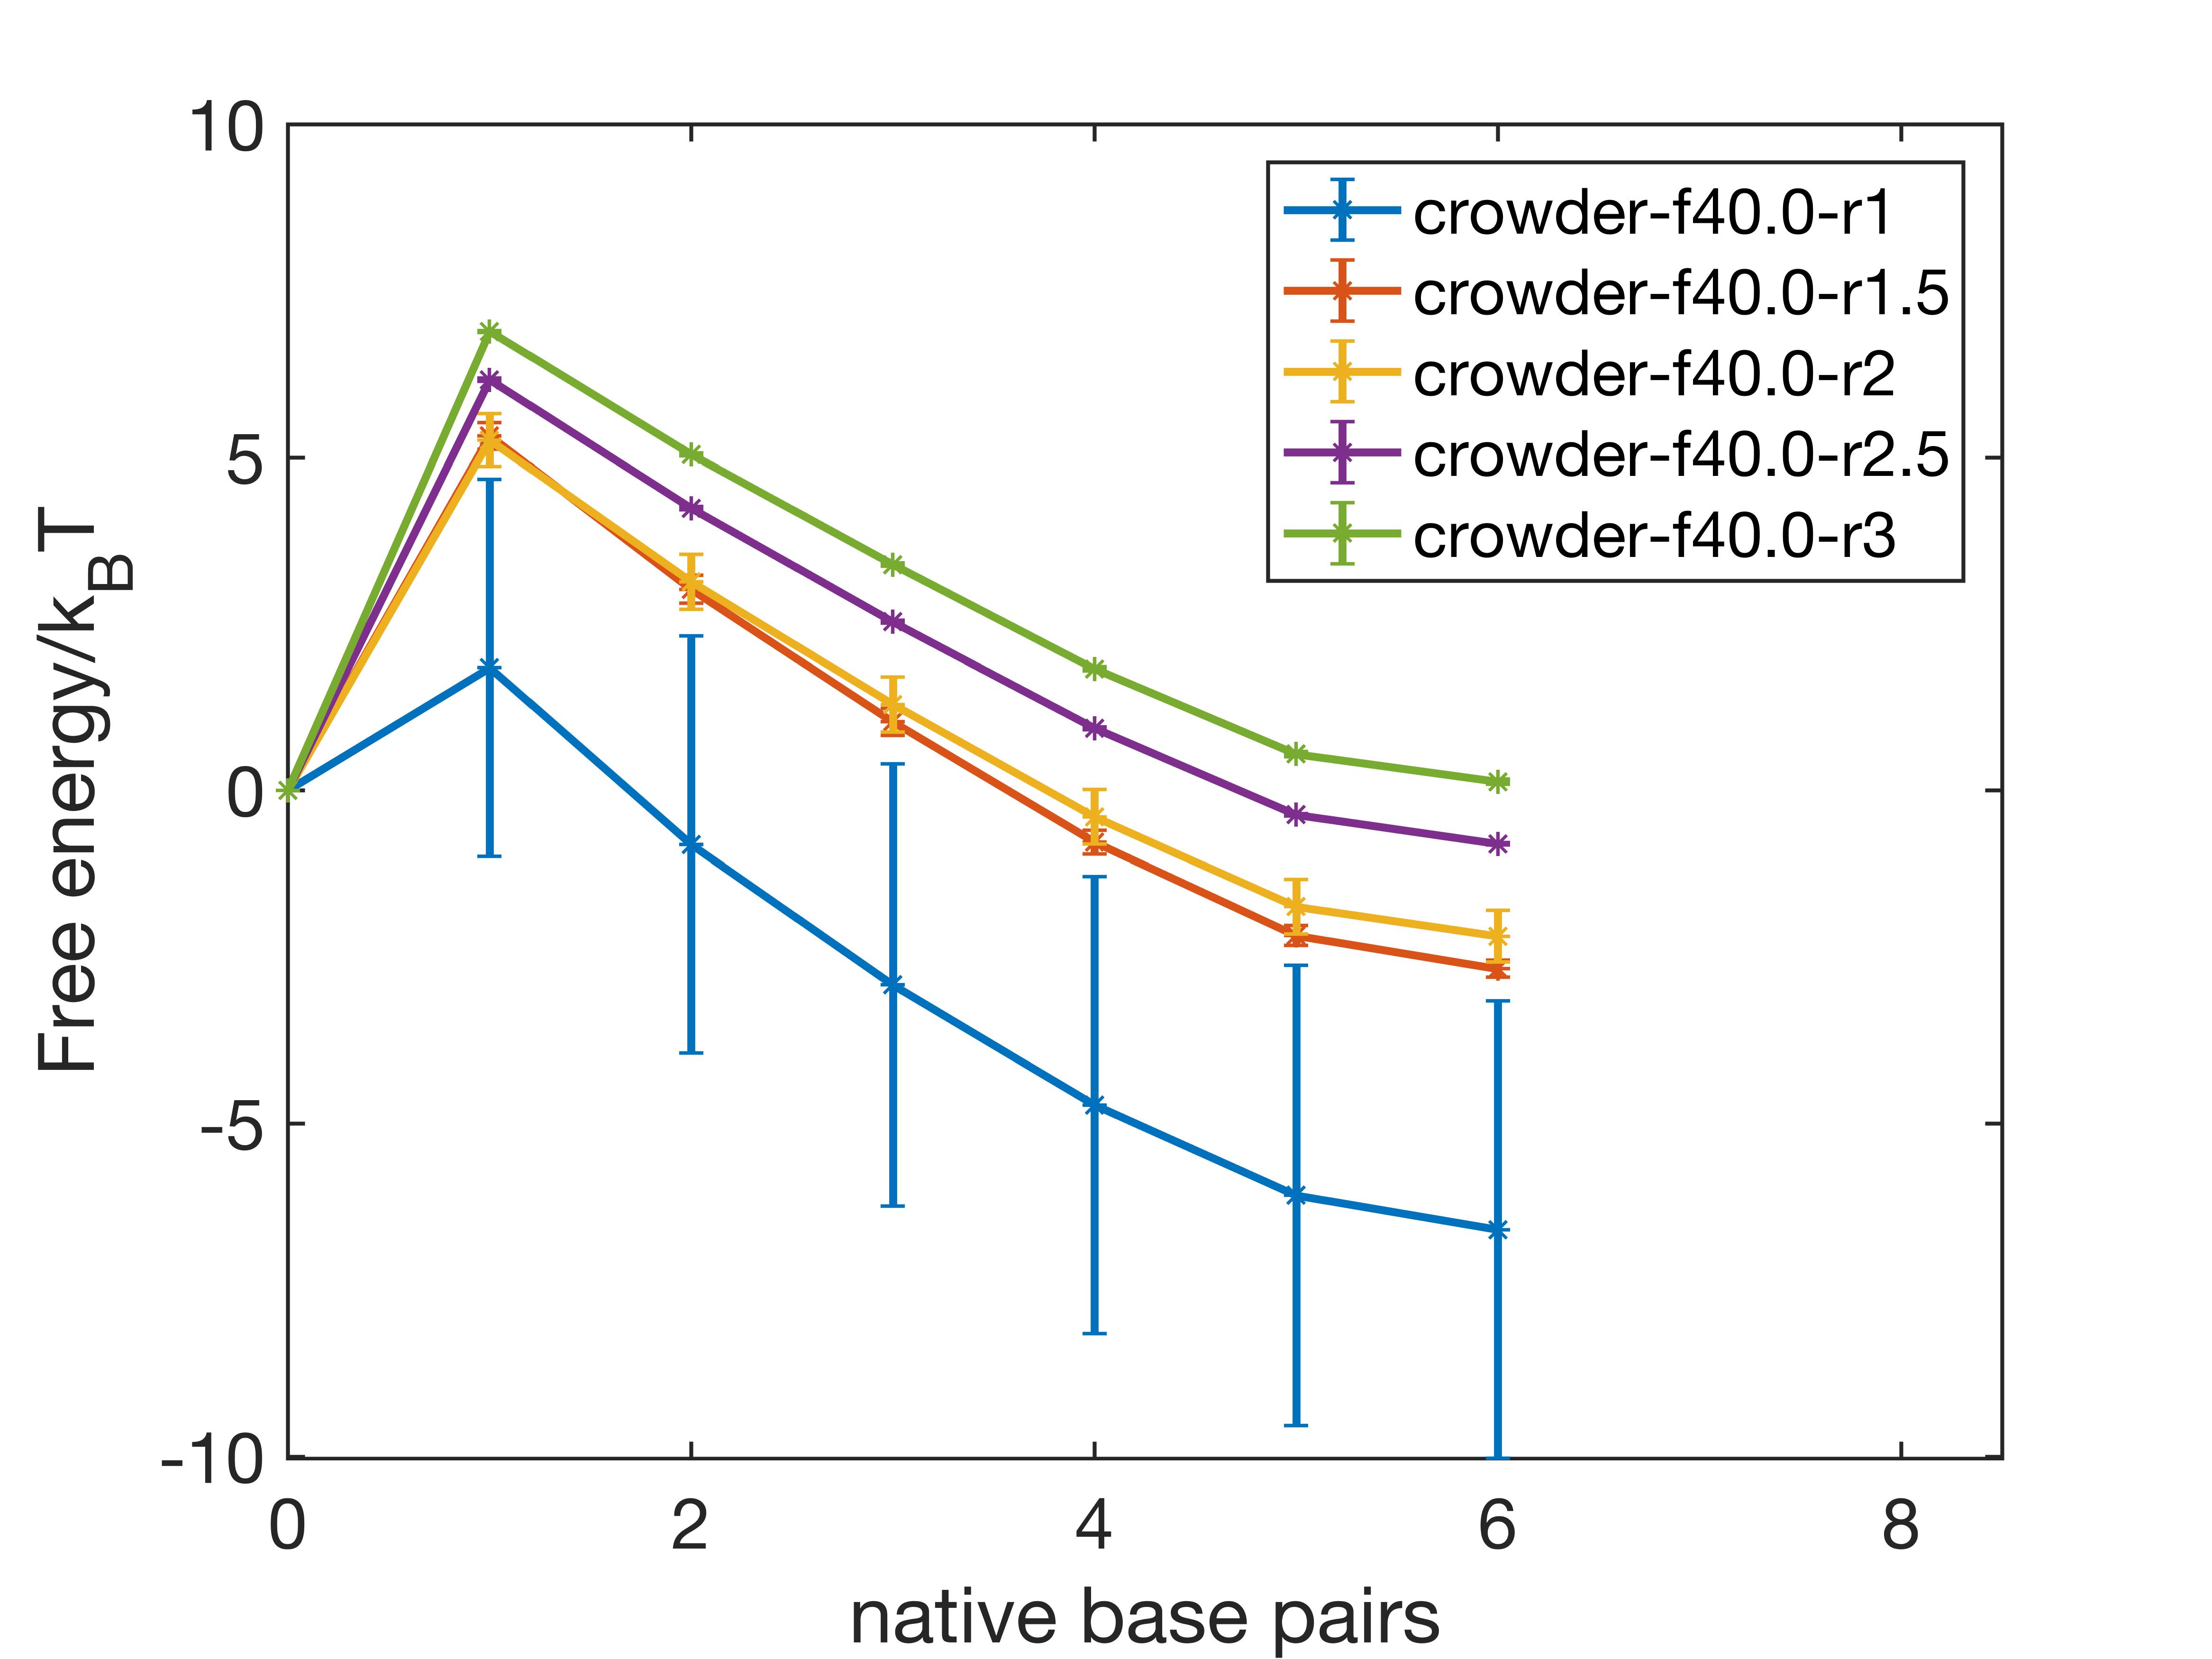 10
5
0
-5
-10
Free energy/k_BT
crowder-f40.0-r1
crowder-f40.0-r1.5
crowder-f40.0-r2
crowder-f40.0-r2.5
crowder-f40.0-r3
0 2 4 6 8
native base pairs